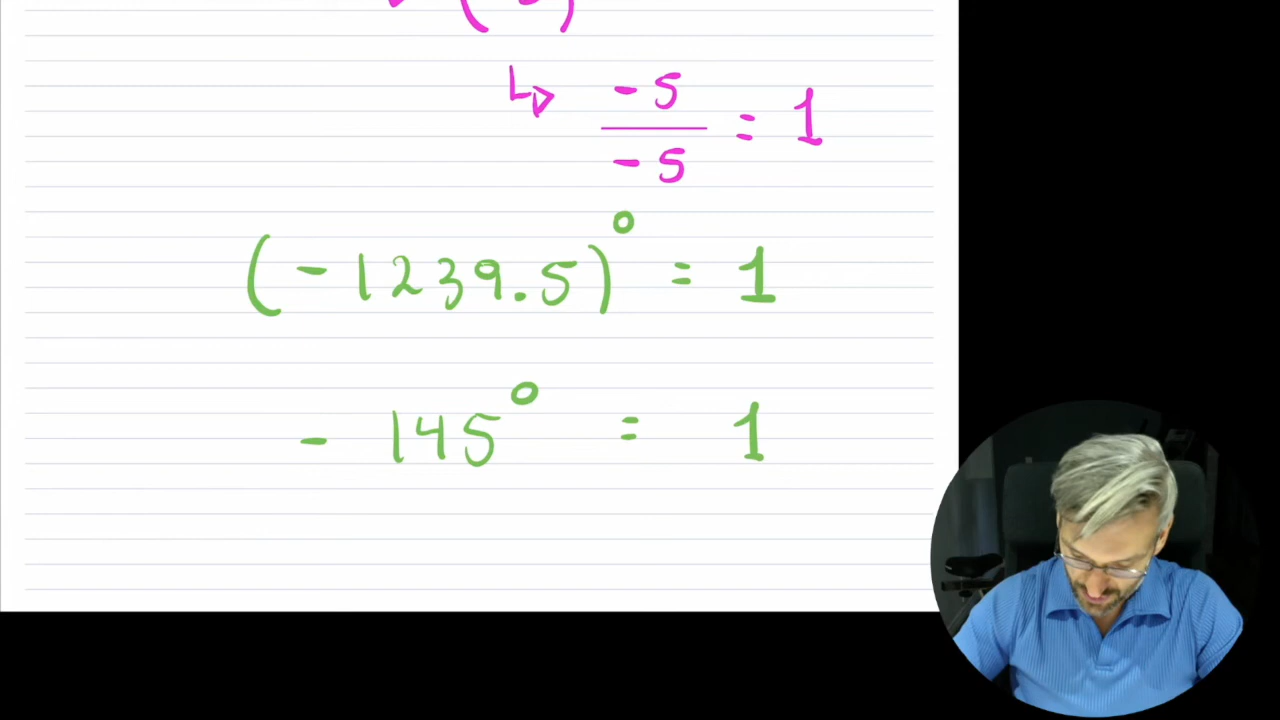 ↳ -5/-5 = 1
(-1239.5)⁰ = 1
- 145⁰ = 1